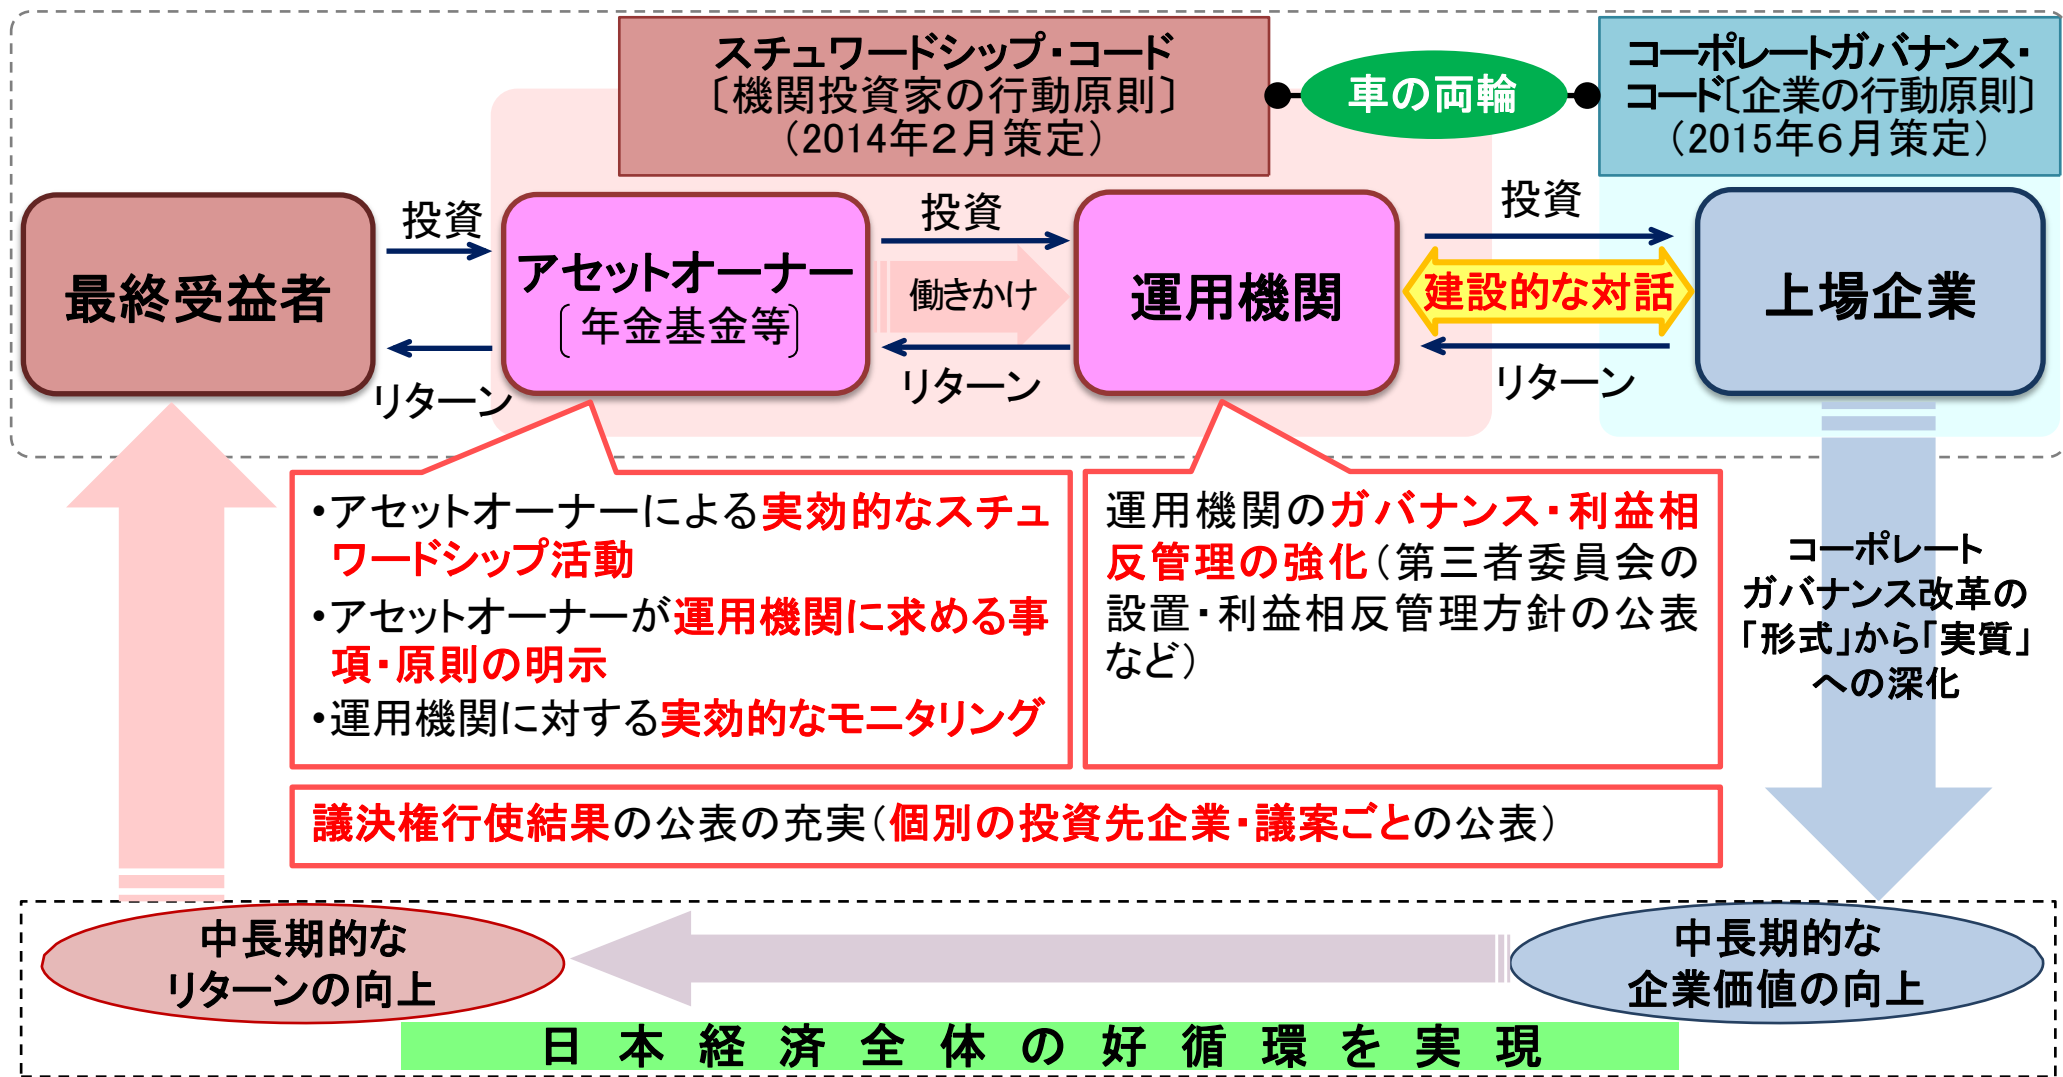 スチュワードシップ・コード
〔機関投資家の行動原則〕
（2014年２月策定）
車の両輪
コーポレートガバナンス・
コード〔企業の行動原則〕
（2015年６月策定）
最終受益者
投資
リターン
アセットオーナー
〔年金基金等〕
投資
働きかけ
リターン
運用機関
投資
建設的な対話
リターン
上場企業
・アセットオーナーによる実効的なスチュ
ワードシップ活動
・アセットオーナーが運用機関に求める事
項・原則の明示
・運用機関に対する実効的なモニタリング
運用機関のガバナンス・利益相
反管理の強化（第三者委員会の
設置・利益相反管理方針の公表
など）
コーポレート
ガバナンス改革の
「形式」から「実質」
への深化
議決権行使結果の公表の充実（個別の投資先企業・議案ごとの公表）
中長期的な
リターンの向上
中長期的な
企業価値の向上
日本経済全体の好循環を実現